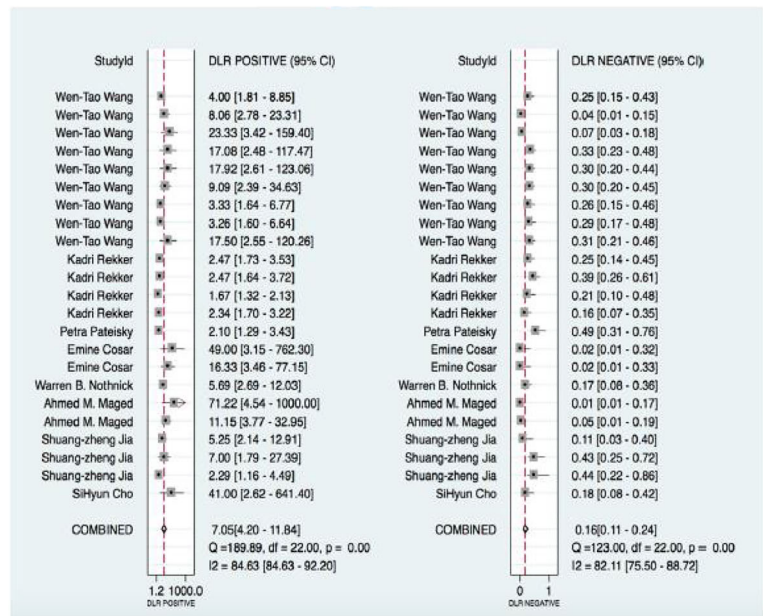 StudyId DLR POSITIVE (95% CI) StudyId DLR NEGATIVE (95% CI)
Wen-Tao Wang 4.00 [1.81 - 8.85] Wen-Tao Wang 0.25 [0.15 - 0.43]
Wen-Tao Wang 8.06 [2.78 - 23.31] Wen-Tao Wang 0.04 [0.01 - 0.15]
Wen-Tao Wang 23.33 [3.42 - 159.40] Wen-Tao Wang 0.07 [0.03 - 0.18]
Wen-Tao Wang 17.08 [2.48 - 117.47] Wen-Tao Wang 0.33 [0.23 - 0.48]
Wen-Tao Wang 17.92 [2.61 - 123.06] Wen-Tao Wang 0.30 [0.20 - 0.44]
Wen-Tao Wang 9.09 [2.39 - 34.63] Wen-Tao Wang 0.30 [0.20 - 0.45]
Wen-Tao Wang 3.33 [1.64 - 6.77] Wen-Tao Wang 0.26 [0.15 - 0.46]
Wen-Tao Wang 3.26 [1.60 - 6.64] Wen-Tao Wang 0.29 [0.17 - 0.48]
Wen-Tao Wang 17.50 [2.55 - 120.26] Wen-Tao Wang 0.31 [0.21 - 0.46]
Kadri Rekker 2.47 [1.73 - 3.53] Kadri Rekker 0.25 [0.14 - 0.45]
Kadri Rekker 2.47 [1.64 - 3.72] Kadri Rekker 0.39 [0.26 - 0.61]
Kadri Rekker 1.67 [1.32 - 2.13] Kadri Rekker 0.21 [0.10 - 0.48]
Kadri Rekker 2.34 [1.70 - 3.22] Kadri Rekker 0.16 [0.07 - 0.35]
Petra Pateisky 2.10 [1.29 - 3.43] Petra Pateisky 0.49 [0.31 - 0.76]
Emine Cosar 49.00 [3.15 - 762.30] Emine Cosar 0.02 [0.01 - 0.32]
Emine Cosar 16.33 [3.46 - 77.15] Emine Cosar 0.02 [0.01 - 0.33]
Warren B. Nothnick 5.69 [2.69 - 12.03] Warren B. Nothnick 0.17 [0.08 - 0.36]
Ahmed M. Maged 71.22 [4.54 - 1000.00] Ahmed M. Maged 0.01 [0.01 - 0.17]
Ahmed M. Maged 11.15 [3.77 - 32.95] Ahmed M. Maged 0.05 [0.01 - 0.19]
Shuang-zheng Jia 5.25 [2.14 - 12.91] Shuang-zheng Jia 0.11 [0.03 - 0.40]
Shuang-zheng Jia 7.00 [1.79 - 27.39] Shuang-zheng Jia 0.43 [0.25 - 0.72]
Shuang-zheng Jia 2.29 [1.16 - 4.49] Shuang-zheng Jia 0.44 [0.22 - 0.86]
SiHyun Cho 41.00 [2.62 - 641.40] SiHyun Cho 0.18 [0.08 - 0.42]
COMBINED 7.05[4.20 - 11.84] COMBINED 0.16[0.11 - 0.24]
Q =189.89, df = 22.00, p = 0.00 Q =123.00, df = 22.00, p = 0.00
I2 = 84.63 [84.63 - 92.20] I2 = 82.11 [75.50 - 88.72]
1.2 1000.0 0 1
DLR POSITIVE DLR NEGATIVE